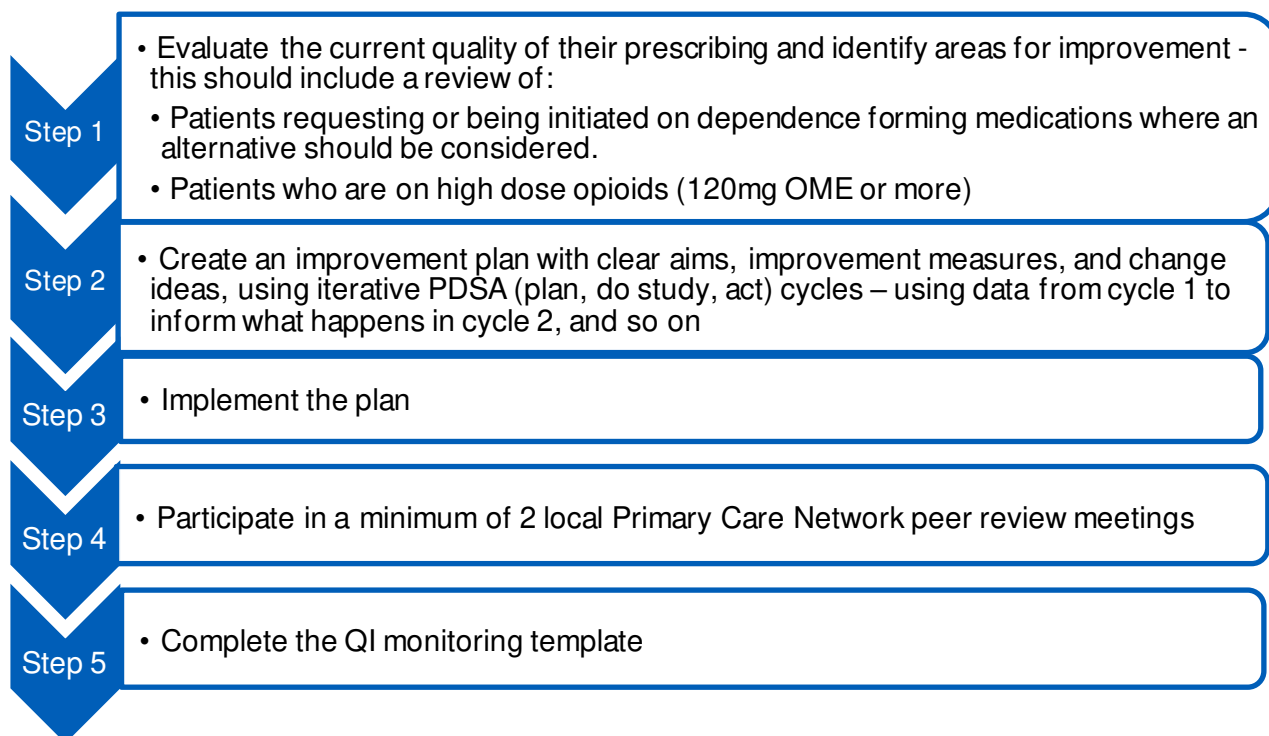 Step 1
• Evaluate the current quality of their prescribing and identify areas for improvement -
this should include a review of:
• Patients requesting or being initiated on dependence forming medications where an
alternative should be considered.
• Patients who are on high dose opioids (120mg OME or more)
Step 2
• Create an improvement plan with clear aims, improvement measures, and change
ideas, using iterative PDSA (plan, do study, act) cycles – using data from cycle 1 to
inform what happens in cycle 2, and so on
Step 3
• Implement the plan
Step 4
• Participate in a minimum of 2 local Primary Care Network peer review meetings
Step 5
• Complete the QI monitoring template